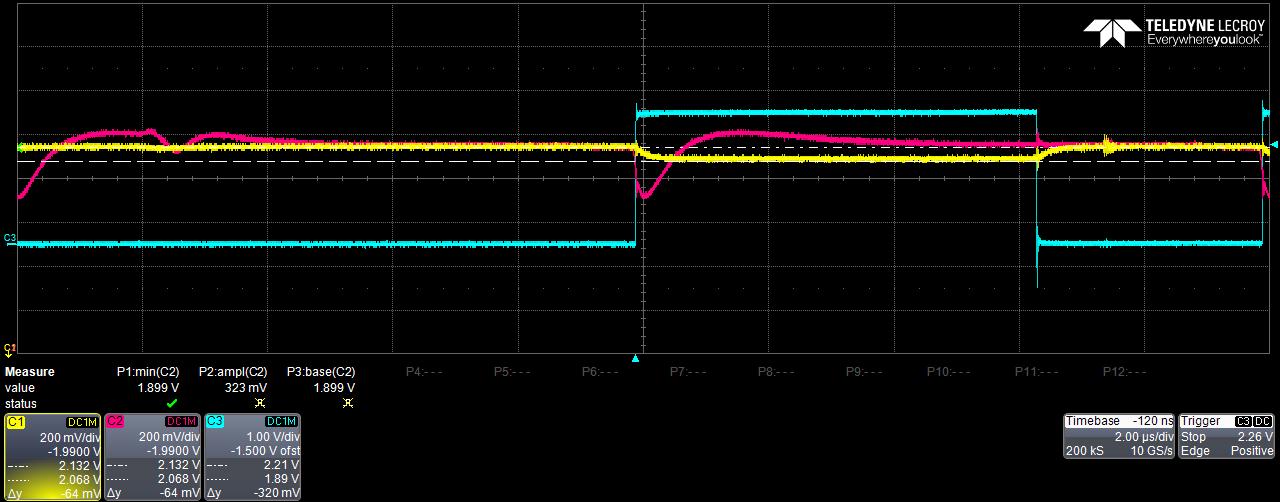 TELEDYNE LECROY
Everywhereyoulook™
C3
C1
Measure P1:min(C2) P2:ampl(C2) P3:base(C2) P4:--- P5:--- P6:--- P7:--- P8:--- P9:--- P10:--- P11:--- P12:---
value 1.899 V 323 mV 1.899 V
status
C1 DC1M C2 DC1M C3 DC1M Timebase -120 ns Trigger C3 DC
200 mV/div 200 mV/div 1.00 V/div 2.00 µs/div Stop 2.26 V
-1.9900 V -1.9900 V -1.500 V ofst 200 kS 10 GS/s Edge Positive
2.132 V 2.132 V 2.21 V
2.068 V 2.068 V 1.89 V
Δy -64 mV Δy -64 mV Δy -320 mV